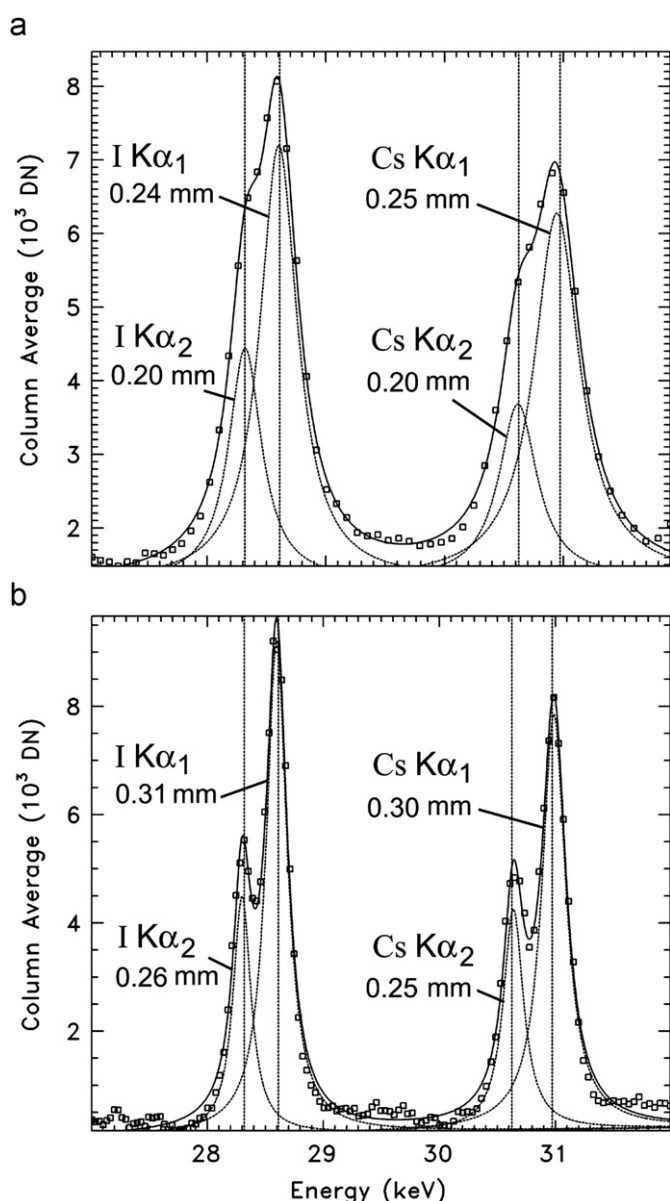 a
8
7
6
5
4
3
2
Column Average (10³ DN)
I Kα₁
0.24 mm
I Kα₂
0.20 mm
Cs Kα₁
0.25 mm
Cs Kα₂
0.20 mm
b
8
6
4
2
Column Average (10³ DN)
I Kα₁
0.31 mm
I Kα₂
0.26 mm
Cs Kα₁
0.30 mm
Cs Kα₂
0.25 mm
28 29 30 31
Energy (keV)